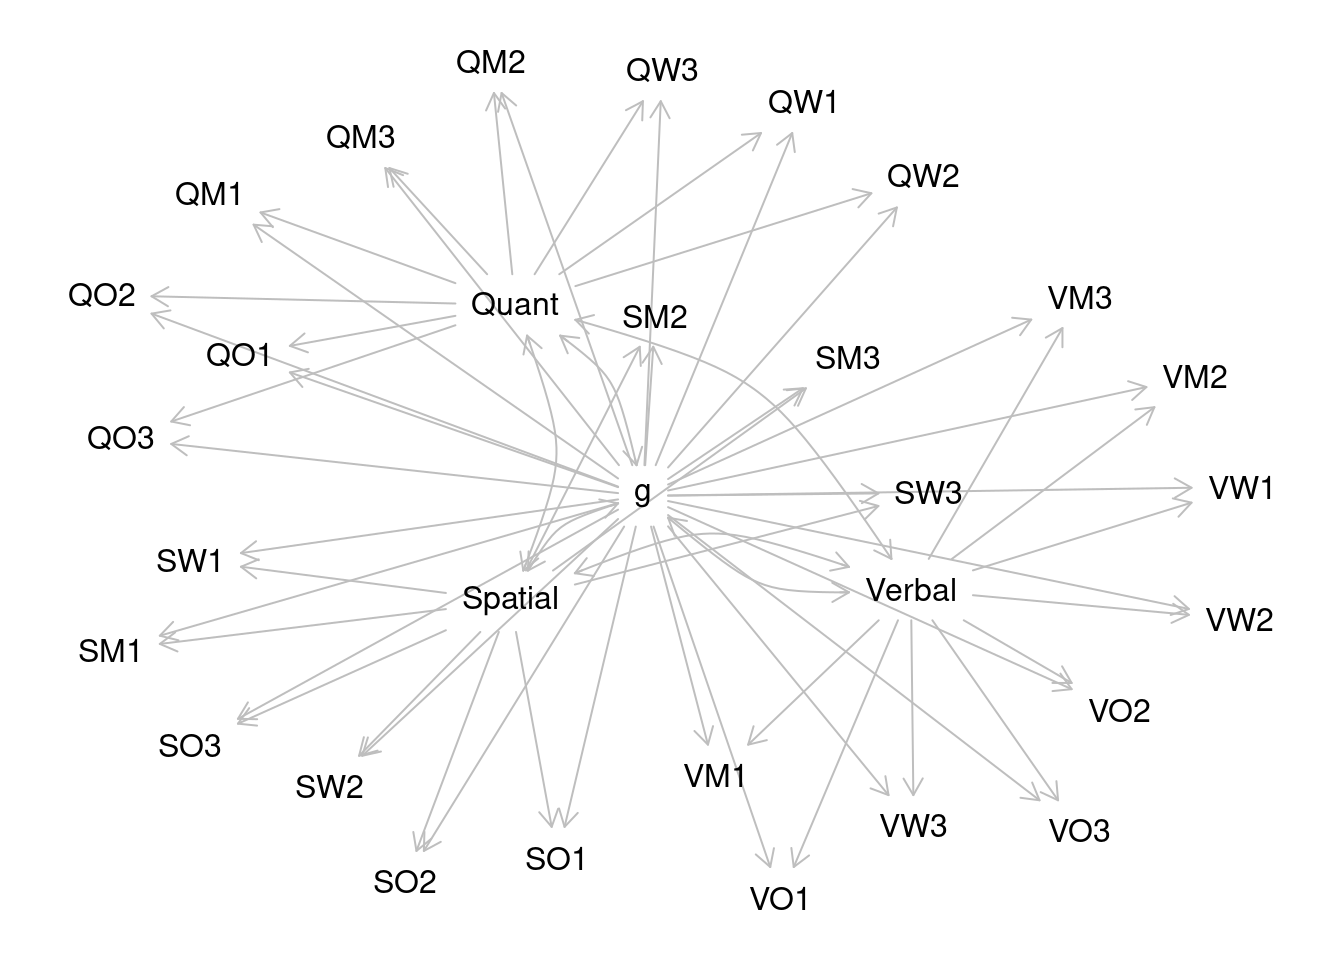 QM2
QW3
QW1
QM3
QW2
QM1
QO2
Quant
VM3
SM2
QO1
SM3
VM2
QO3
g
SW3
VW1
SW1
Spatial
Verbal
VW2
SM1
VO2
SO3
SW2
VM1
VW3
VO3
SO1
SO2
VO1